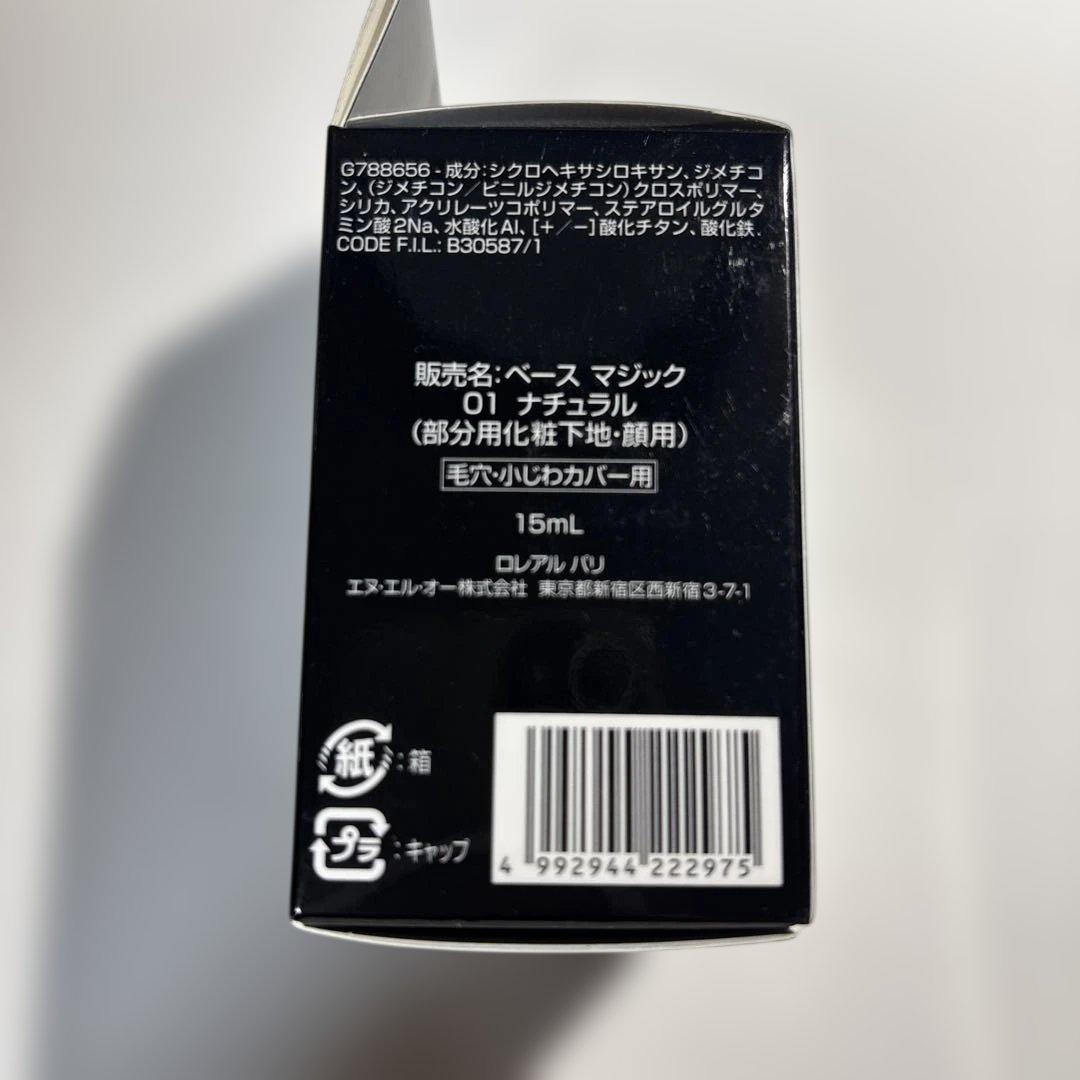 G788656 - 成分:シクロヘキサシロキサン、ジメチコ
ン、(ジメチコン/ビニルジメチコン)クロスポリマー、
シリカ、アクリレーツコポリマー、ステアロイルグルタ
ミン酸2Na、水酸化Al、[+/-]酸化チタン、酸化鉄.
CODE F.I.L.: B30587/1
販売名:ベース マジック
01 ナチュラル
(部分用化粧下地・顔用)
毛穴・小じわカバー用
15mL
ロレアル パリ
エヌ・エル・オー株式会社 東京都新宿区西新宿3-7-1
紙:箱
プラ:キャップ
4 992944 222975